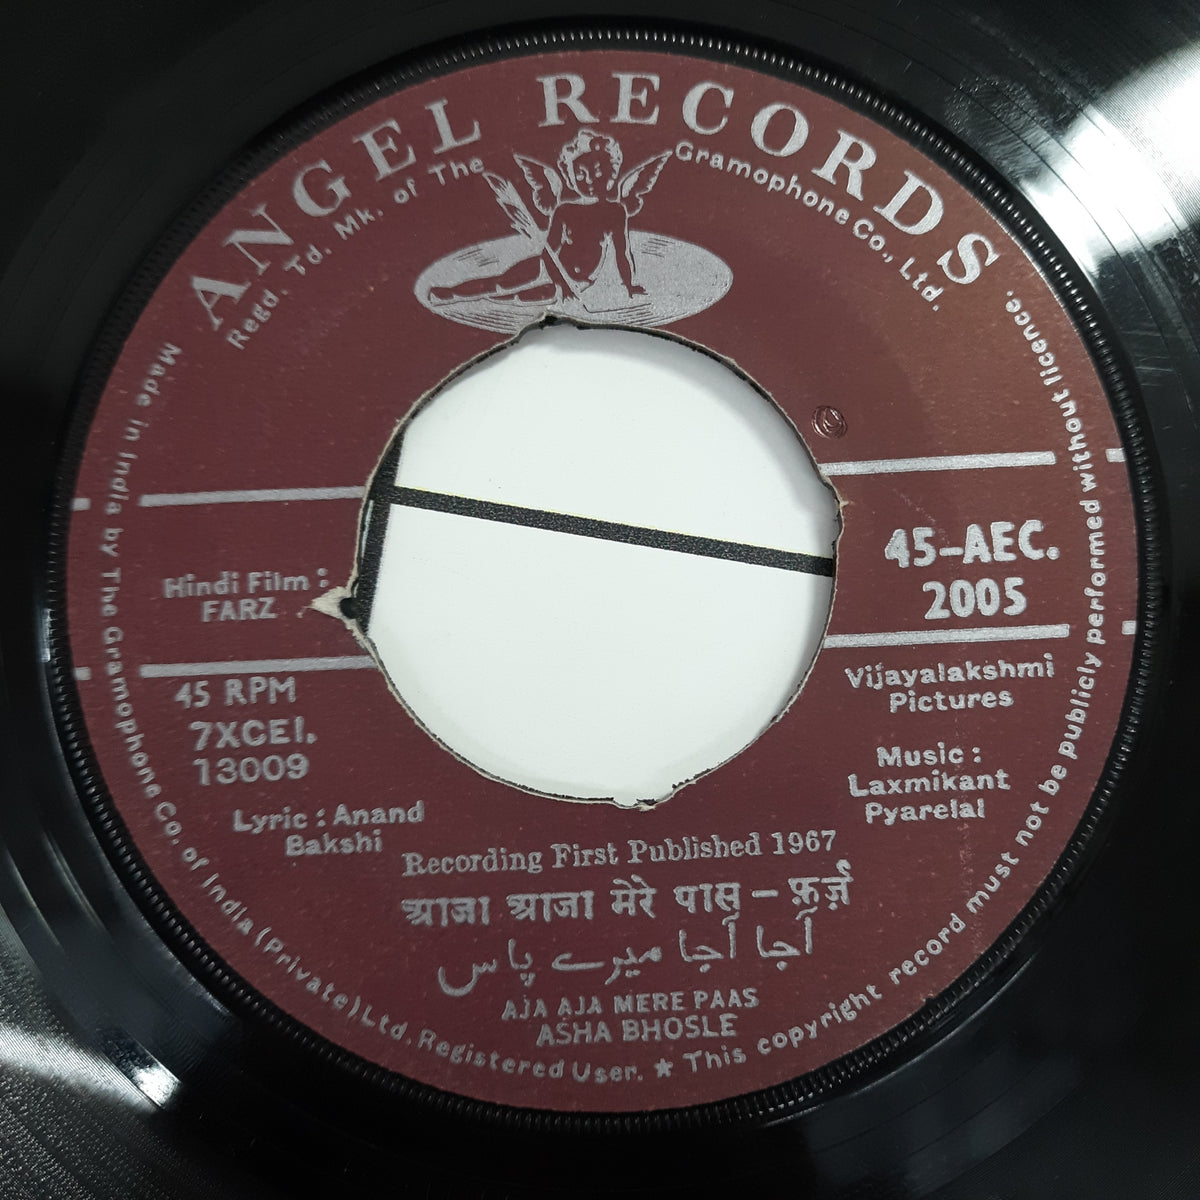 ANGEL RECORDS
Regd. Td. Mk. of The Gramophone Co., Ltd.
45-AEC.
2005
Hindi Film :
FARZ
45 RPM
7XCEI.
13009
Vijayalakshmi
Pictures
Music :
Laxmikant
Pyarelal
Lyric : Anand
Bakshi
Recording First Published 1967
आजा आजा मेरे पास - फ़र्ज़
آجا آجا میرے پاس
AJA AJA MERE PAAS
ASHA BHOSLE
Made in India by The Gramophone Co. of India (Private) Ltd. Registered User. ★ This copyright record must not be publicly performed without licence.